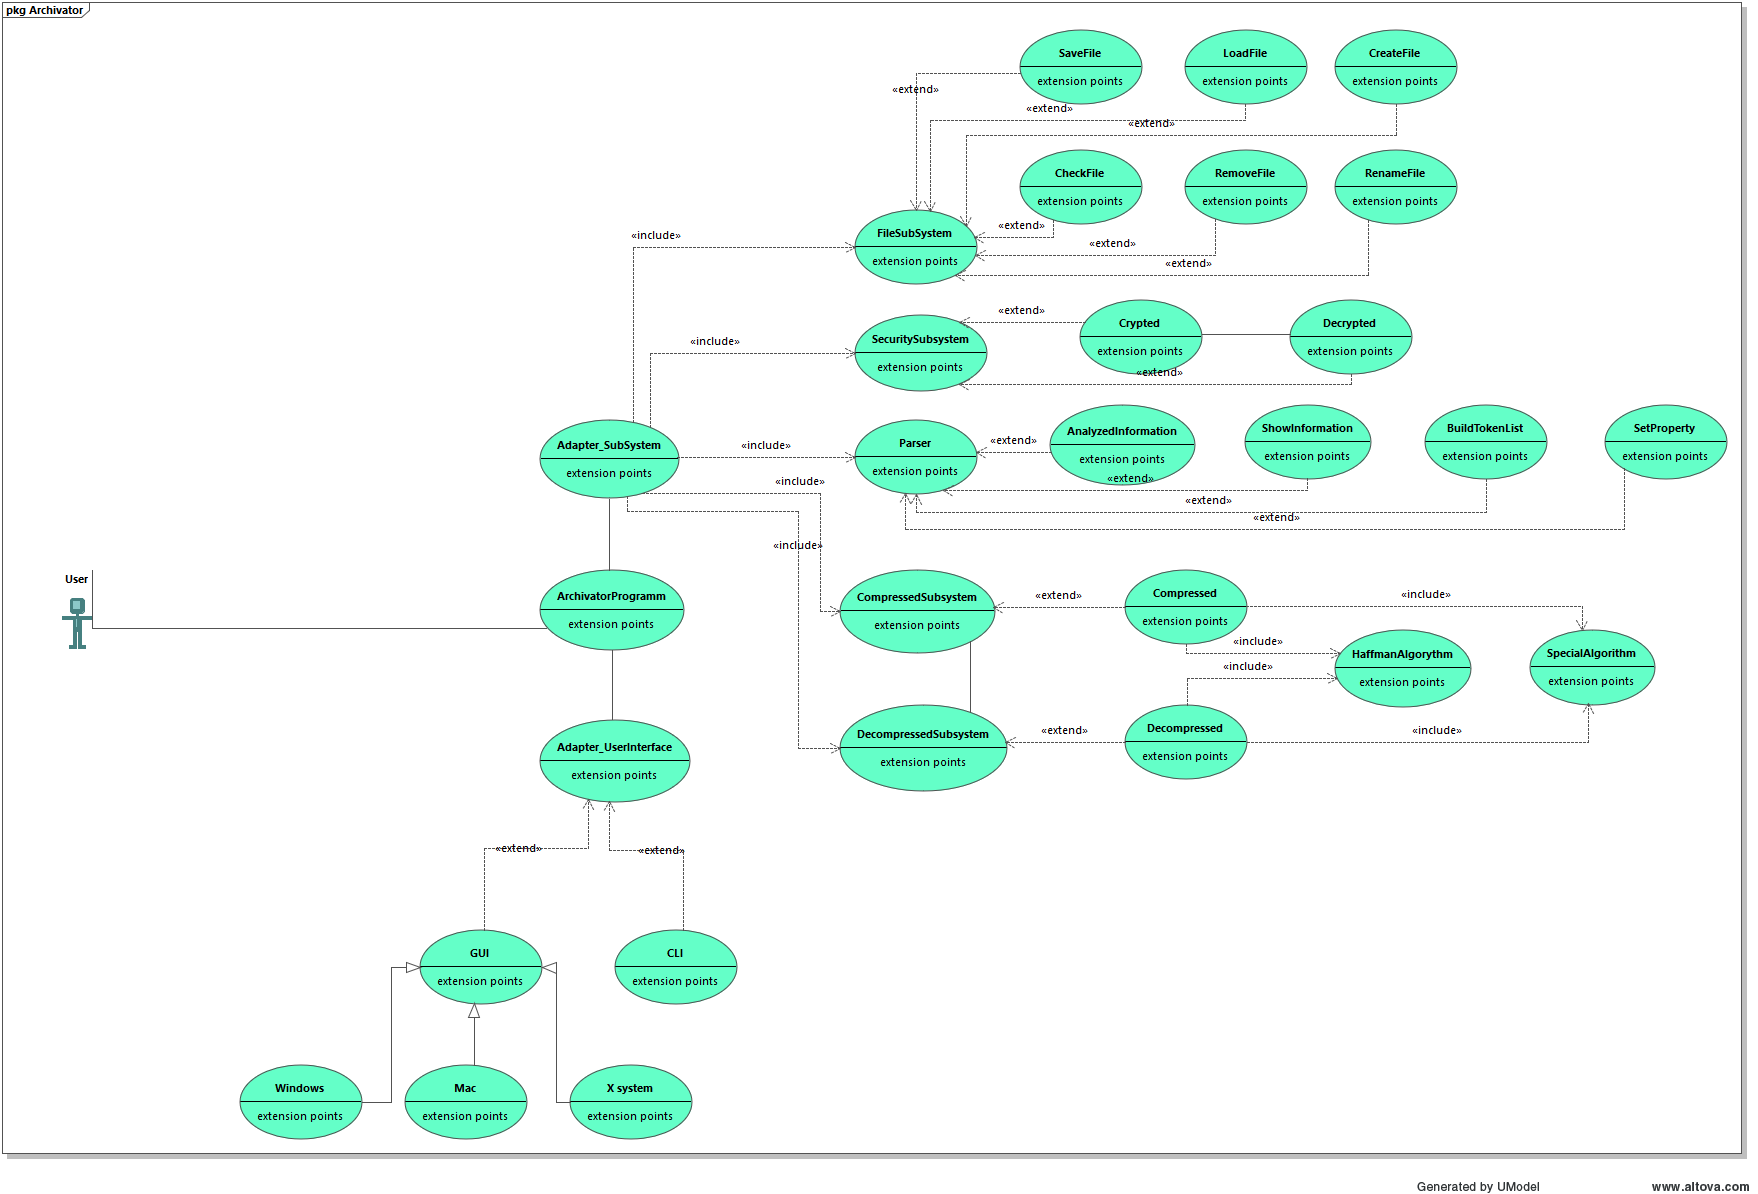 pkg Archivator
SaveFile
extension points
LoadFile
extension points
CreateFile
extension points
«extend»
«extend»
«extend»
CheckFile
extension points
RemoveFile
extension points
RenameFile
extension points
FileSubSystem
extension points
«extend»
«extend»
«extend»
«include»
SecuritySubsystem
extension points
«extend»
Crypted
extension points
Decrypted
extension points
«extend»
«include»
Adapter_SubSystem
extension points
«include»
Parser
extension points
«extend»
AnalyzedInformation
extension points
ShowInformation
extension points
BuildTokenList
extension points
SetProperty
extension points
«extend»
«extend»
«extend»
«include»
«include»
User
ArchivatorProgramm
extension points
CompressedSubsystem
extension points
«extend»
Compressed
extension points
«include»
«include»
HaffmanAlgorythm
extension points
SpecialAlgorithm
extension points
«include»
Adapter_UserInterface
extension points
DecompressedSubsystem
extension points
«extend»
Decompressed
extension points
«include»
«extend»
«extend»
GUI
extension points
CLI
extension points
Windows
extension points
Mac
extension points
X system
extension points
Generated by UModel
www.altova.com